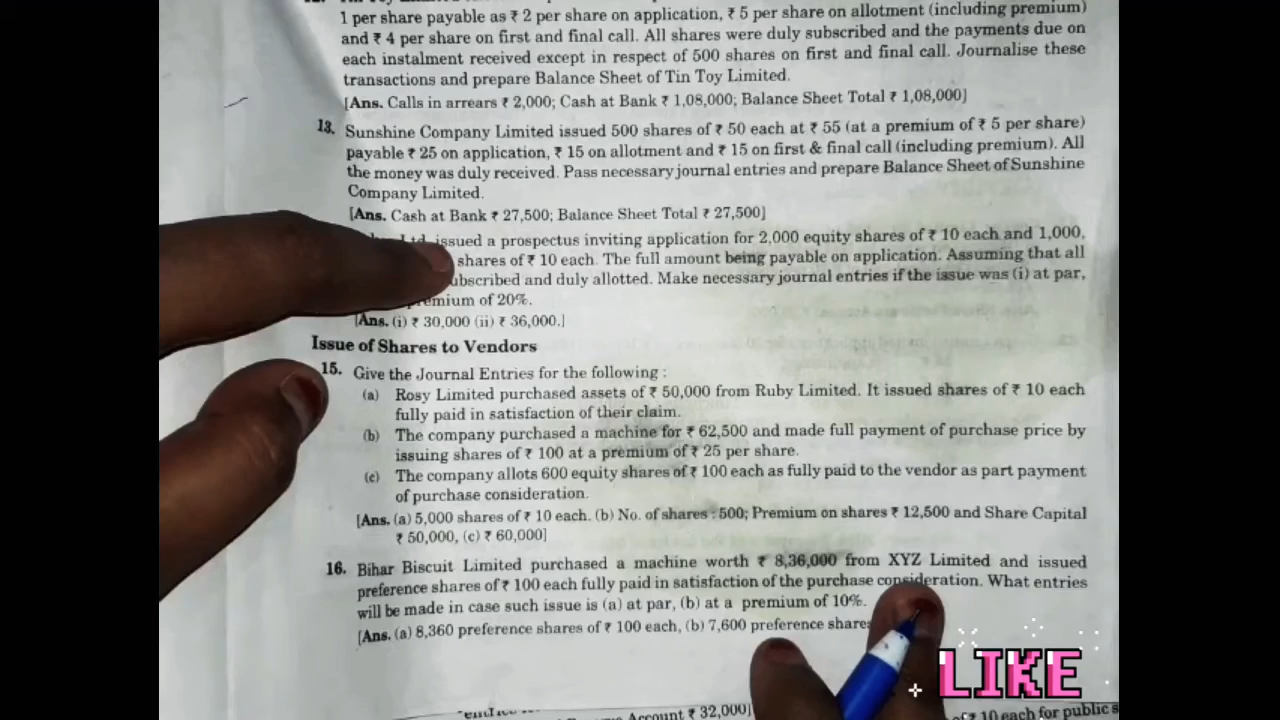 1 per share payable as ₹ 2 per share on application, ₹ 5 per share on allotment (including premium)
and ₹ 4 per share on first and final call. All shares were duly subscribed and the payments due on
each instalment received except in respect of 500 shares on first and final call. Journalise these
transactions and prepare Balance Sheet of Tin Toy Limited.
[Ans. Calls in arrears ₹ 2,000; Cash at Bank ₹ 1,08,000; Balance Sheet Total ₹ 1,08,000]
13. Sunshine Company Limited issued 500 shares of ₹ 50 each at ₹ 55 (at a premium of ₹ 5 per share)
payable ₹ 25 on application, ₹ 15 on allotment and ₹ 15 on first & final call (including premium). All
the money was duly received. Pass necessary journal entries and prepare Balance Sheet of Sunshine
Company Limited.
[Ans. Cash at Bank ₹ 27,500; Balance Sheet Total ₹ 27,500]
Ltd. issued a prospectus inviting application for 2,000 equity shares of ₹ 10 each and 1,000,
shares of ₹ 10 each. The full amount being payable on application. Assuming that all
ubscribed and duly allotted. Make necessary journal entries if the issue was (i) at par,
remium of 20%.
[Ans. (i) ₹ 30,000 (ii) ₹ 36,000.]
Issue of Shares to Vendors
15. Give the Journal Entries for the following :
(a) Rosy Limited purchased assets of ₹ 50,000 from Ruby Limited. It issued shares of ₹ 10 each
fully paid in satisfaction of their claim.
(b) The company purchased a machine for ₹ 62,500 and made full payment of purchase price by
issuing shares of ₹ 100 at a premium of ₹ 25 per share.
(c) The company allots 600 equity shares of ₹ 100 each as fully paid to the vendor as part payment
of purchase consideration.
[Ans. (a) 5,000 shares of ₹ 10 each. (b) No. of shares : 500; Premium on shares ₹ 12,500 and Share Capital
₹ 50,000, (c) ₹ 60,000]
16. Bihar Biscuit Limited purchased a machine worth ₹ 8,36,000 from XYZ Limited and issued
preference shares of ₹ 100 each fully paid in satisfaction of the purchase consideration. What entries
will be made in case such issue is (a) at par, (b) at a premium of 10%.
[Ans. (a) 8,360 preference shares of ₹ 100 each, (b) 7,600 preference share
LIKE
Account ₹ 32,000]
of ₹ 10 each for public s